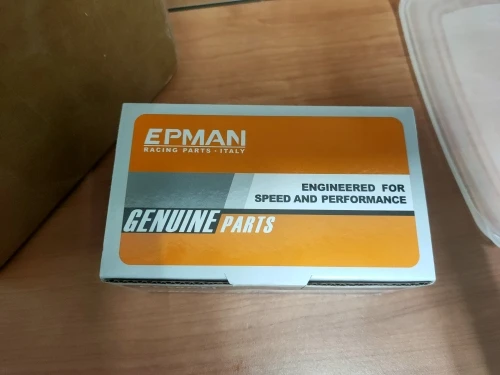 EPMAN
RACING PARTS - ITALY
ENGINEERED FOR
SPEED AND PERFORMANCE
GENUINE PARTS